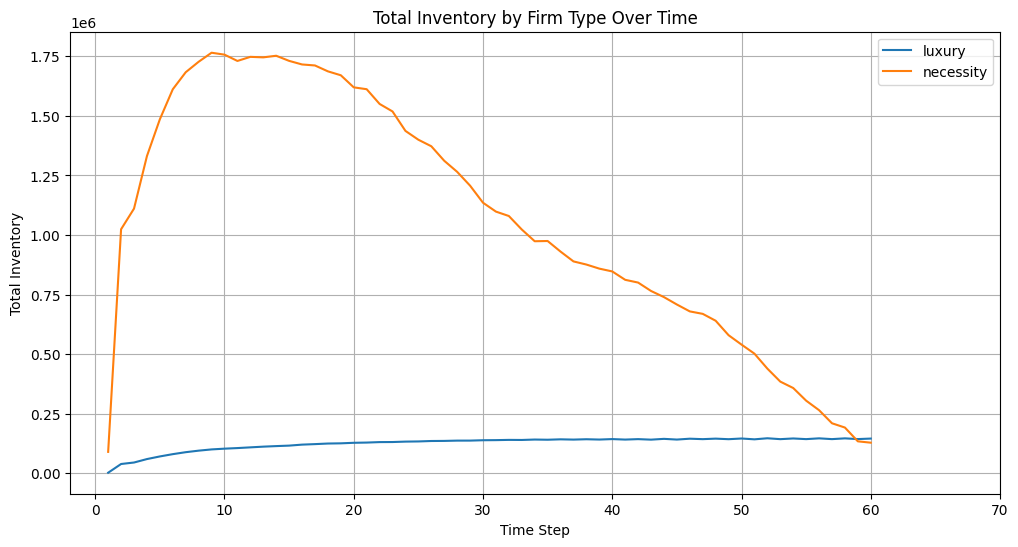 Total Inventory by Firm Type Over Time
1e6
luxury
necessity
1.75
1.50
1.25
1.00
0.75
0.50
0.25
0.00
Total Inventory
0 10 20 30 40 50 60 70
Time Step